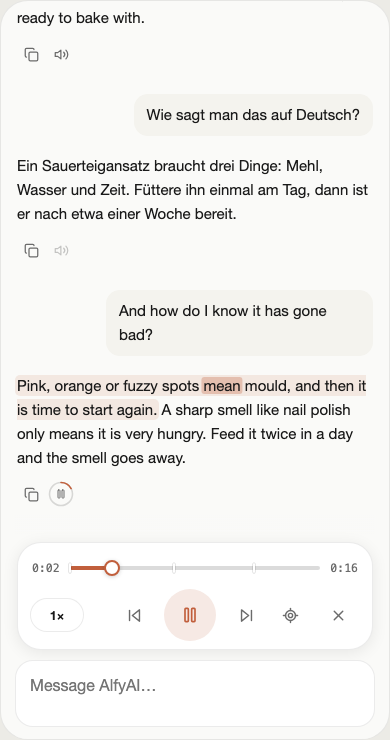 ready to bake with.
Wie sagt man das auf Deutsch?
Ein Sauerteigansatz braucht drei Dinge: Mehl,
Wasser und Zeit. Füttere ihn einmal am Tag, dann ist
er nach etwa einer Woche bereit.
And how do I know it has gone
bad?
Pink, orange or fuzzy spots mean mould, and then it
is time to start again. A sharp smell like nail polish
only means it is very hungry. Feed it twice in a day
and the smell goes away.
0:02 0:16
1×
Message AlfyAI…